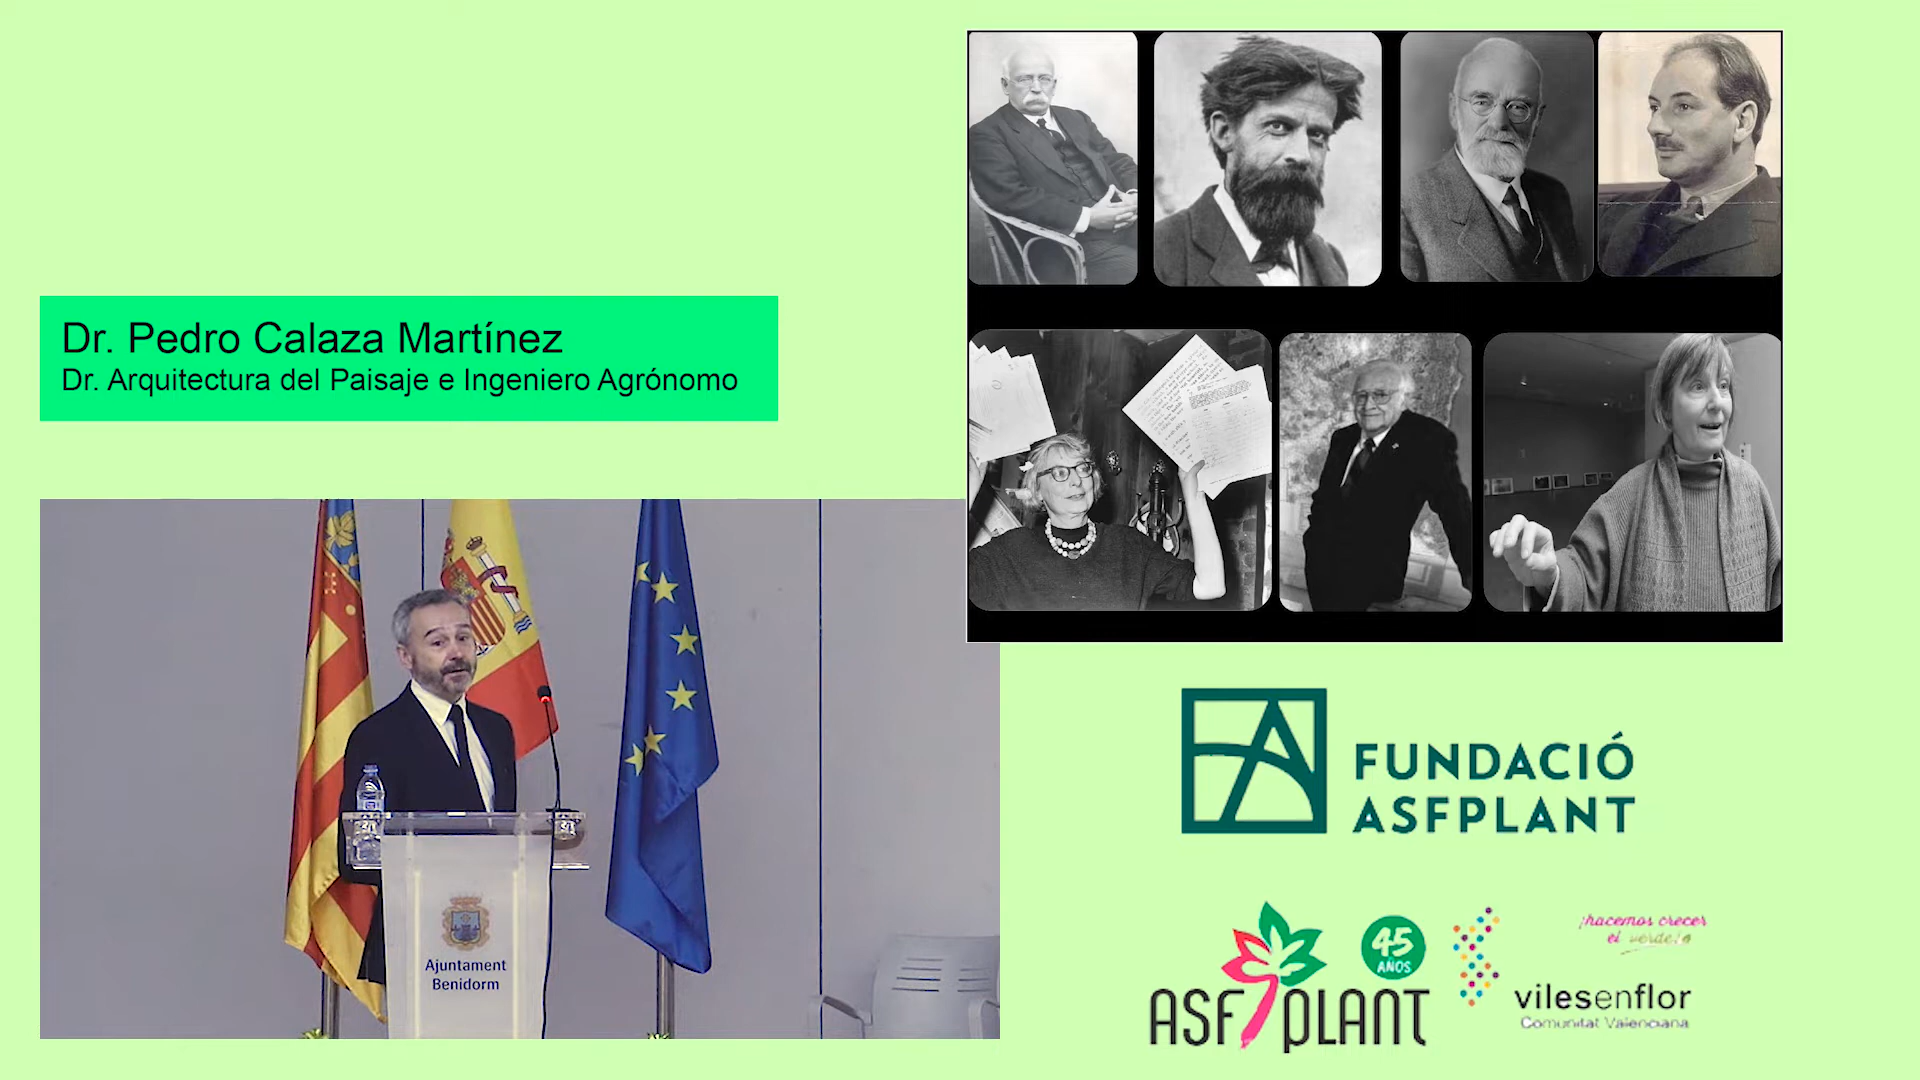 Dr. Pedro Calaza Martínez
Dr. Arquitectura del Paisaje e Ingeniero Agrónomo
Ajuntament
Benidorm
FUNDACIÓ
ASFPLANT
45
AÑOS
ASFPLANT
¡hacemos crecer
el verde!
vilesenflor
Comunitat Valenciana